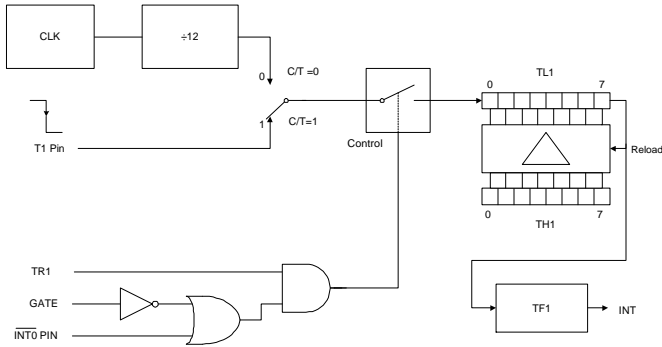 CLK
÷12
0
C/T =0
1
C/T=1
T1 Pin
Control
TL1
0 7
Reload
0 7
TH1
TR1
GATE
INT0 PIN
TF1
INT